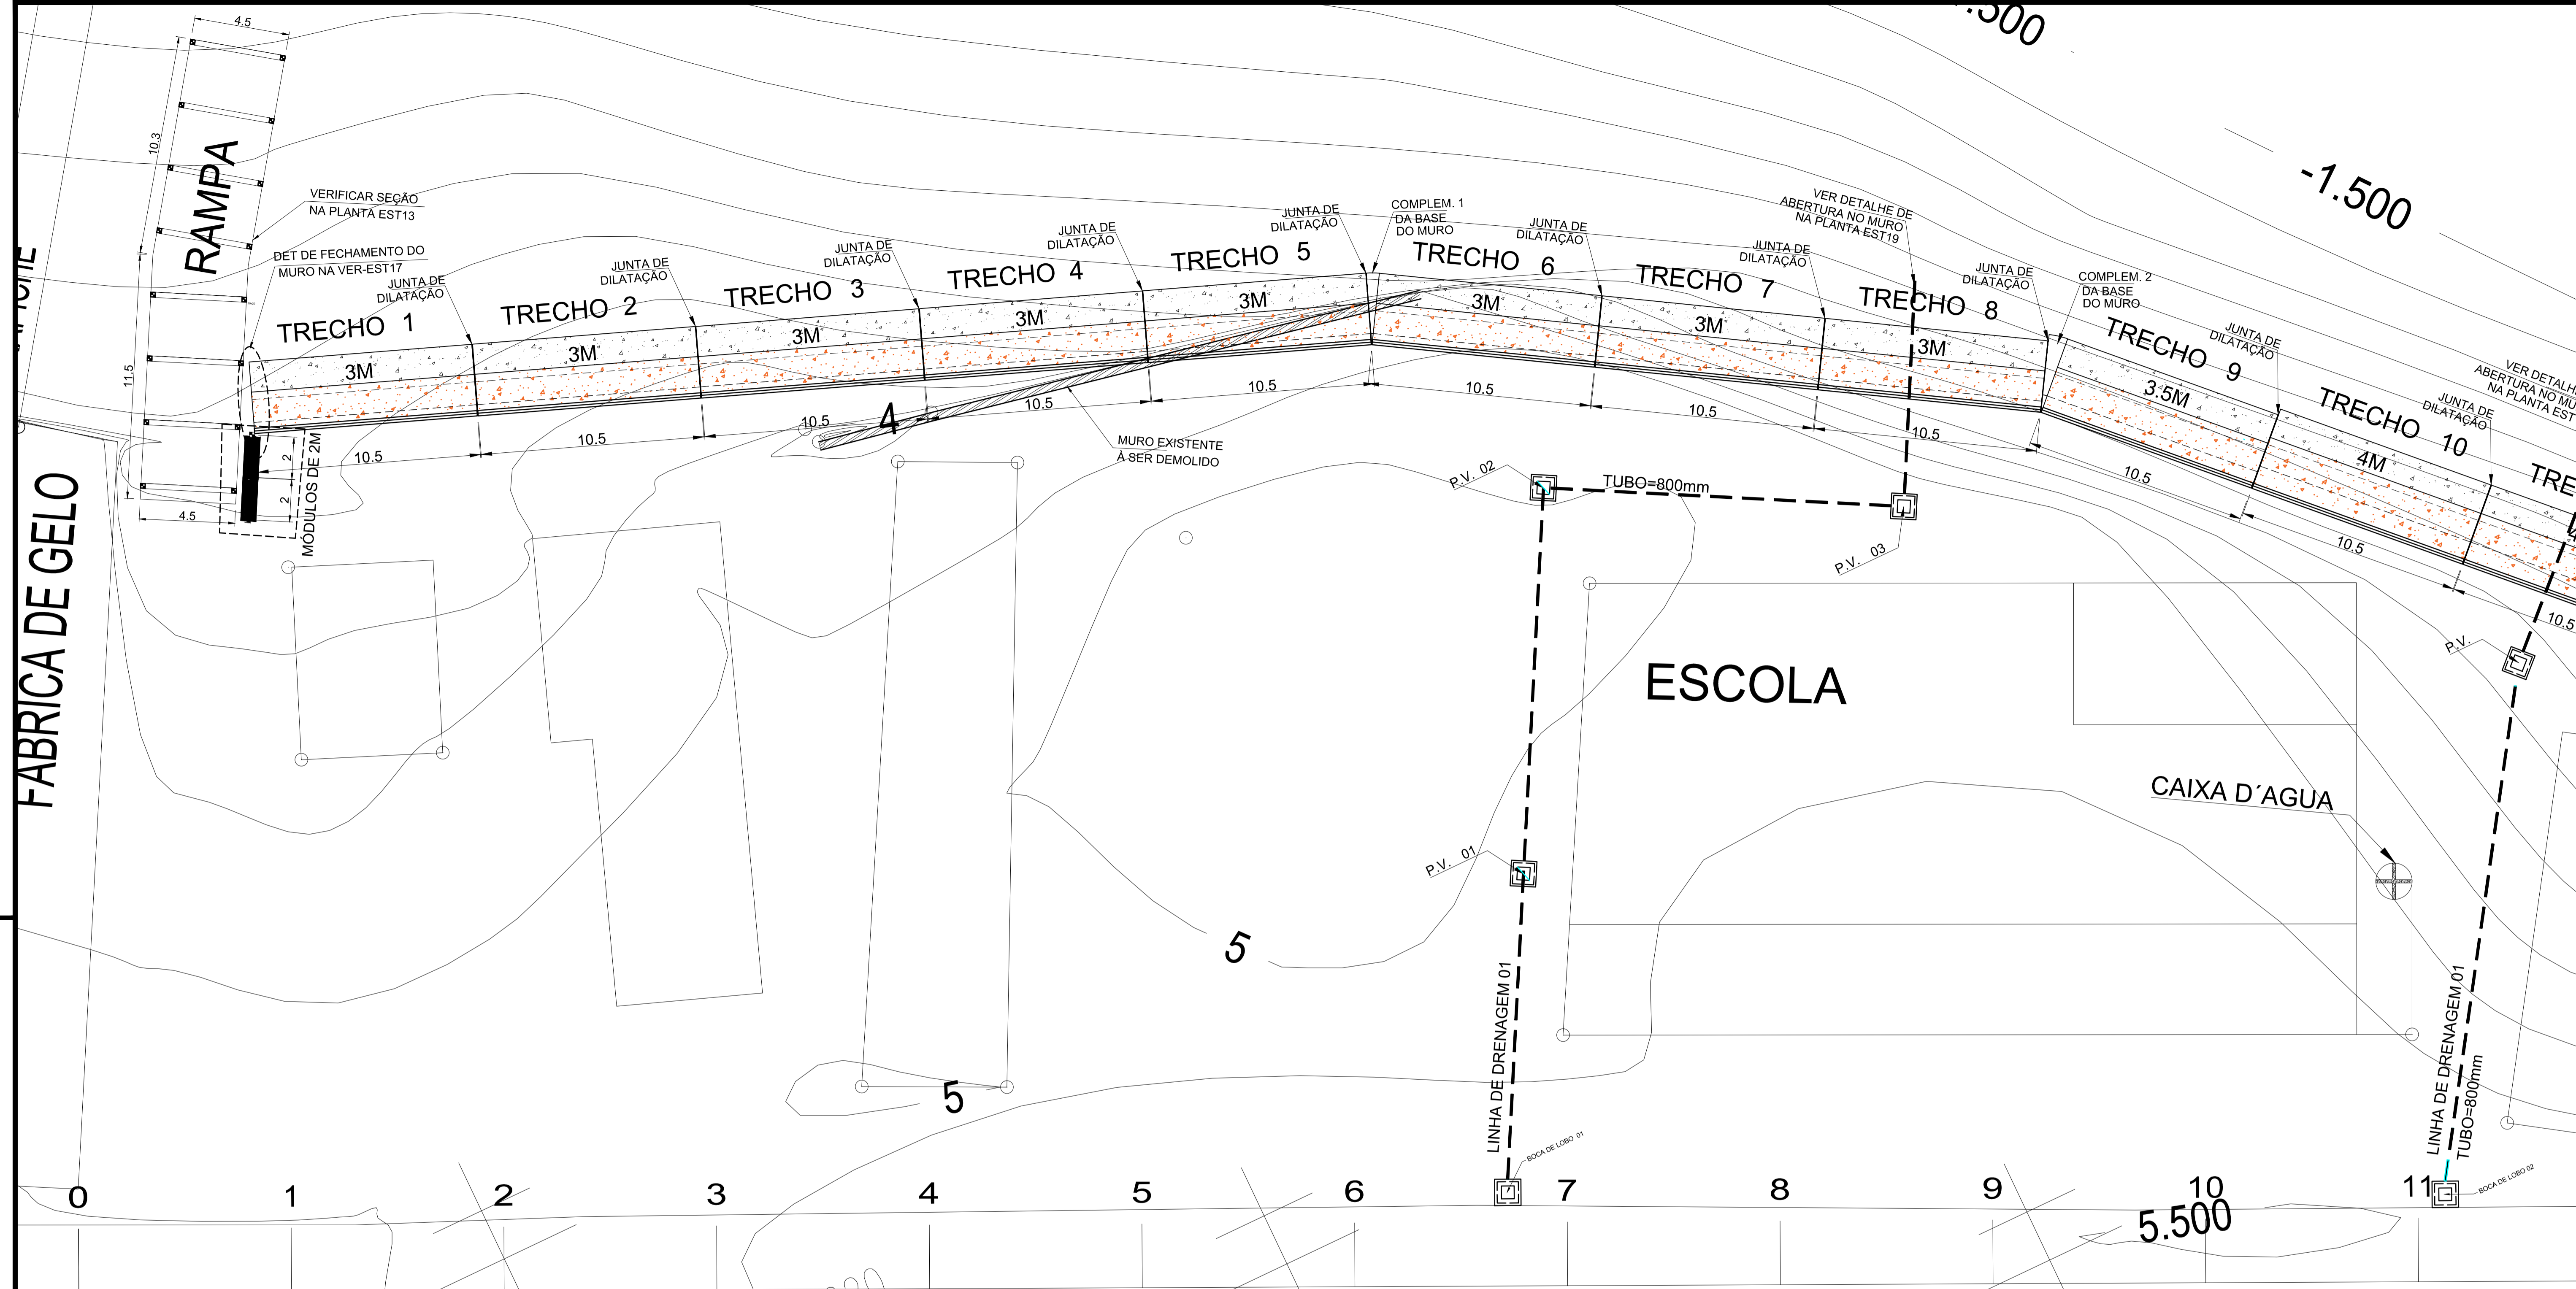 4.5
-1.500
10.3
RAMPA
VERIFICAR SEÇÃO
NA PLANTA EST13
DET DE FECHAMENTO DO
MURO NA VER-EST17
11.5
4.5
2
2
MÓDULOS DE 2M
FABRICA DE GELO
JUNTA DE
DILATAÇÃO
JUNTA DE
DILATAÇÃO
JUNTA DE
DILATAÇÃO
JUNTA DE
DILATAÇÃO
JUNTA DE
DILATAÇÃO
COMPLEM. 1
DA BASE
DO MURO
JUNTA DE
DILATAÇÃO
VER DETALHE DE
ABERTURA NO MURO
NA PLANTA EST19
JUNTA DE
DILATAÇÃO
JUNTA DE
DILATAÇÃO
COMPLEM. 2
DA BASE
DO MURO
JUNTA DE
DILATAÇÃO
JUNTA DE
DILATAÇÃO
TRECHO 1
TRECHO 2
TRECHO 3
TRECHO 4
TRECHO 5
TRECHO 6
TRECHO 7
TRECHO 8
TRECHO 9
TRECHO 10
3M
3M
3M
3M
3M
3M
3M
3M
3.5M
4M
10.5
10.5
10.5
10.5
10.5
10.5
10.5
10.5
10.5
10.5
10.5
4
MURO EXISTENTE
À SER DEMOLIDO
P.V. 02
TUBO=800mm
P.V. 03
P.V.
ESCOLA
CAIXA D´AGUA
P.V. 01
5
5
LINHA DE DRENAGEM 01
BOCA DE LOBO 01
LINHA DE DRENAGEM 01
TUBO=800mm
BOCA DE LOBO 02
0 1 2 3 4 5 6 7 8 9 10 11
5.500